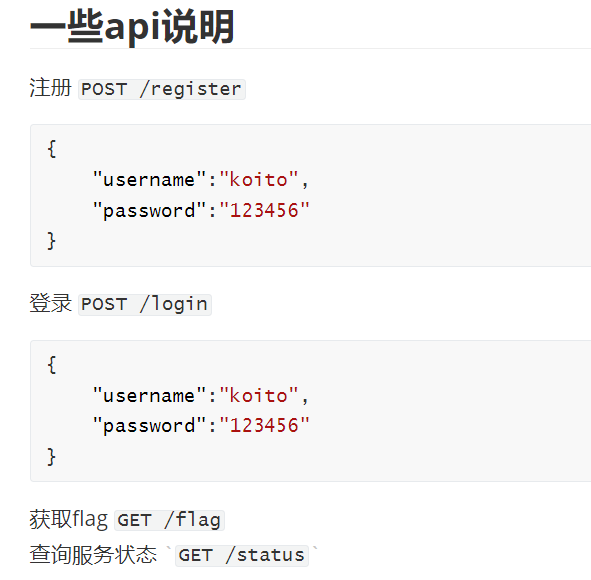 一些api说明
注册 POST /register
{
"username":"koito",
"password":"123456"
}
登录 POST /login
{
"username":"koito",
"password":"123456"
}
获取flag GET /flag
查询服务状态 `GET /status`